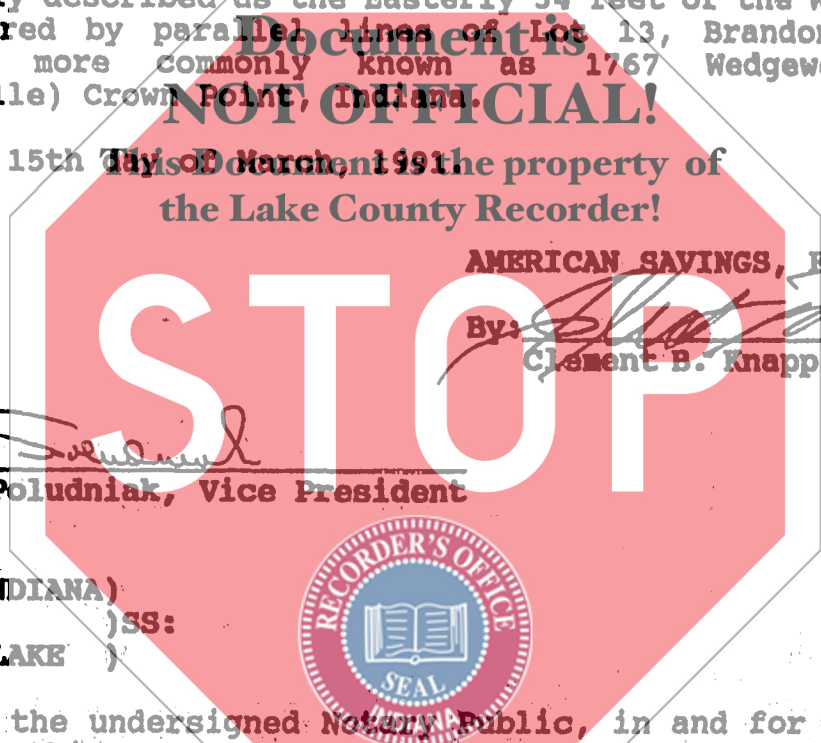 described as the Easterly 54 feet of the
red by parallel lines of Lot 13, Brandon
Document is
more commonly known as 1767 Wedgew
le) Crown Point, Indiana.
NOT OFFICIAL!
15th day of March, 1991.
This Document is the property of
the Lake County Recorder!
AMERICAN SAVINGS,
STOP
By:
Clement B. Knapp
Poludniak, Vice President
NDIANA)
)SS:
LAKE )
RECORDER'S OFFICE
SEAL
INDIANA
the undersigned Notary Public, in and for